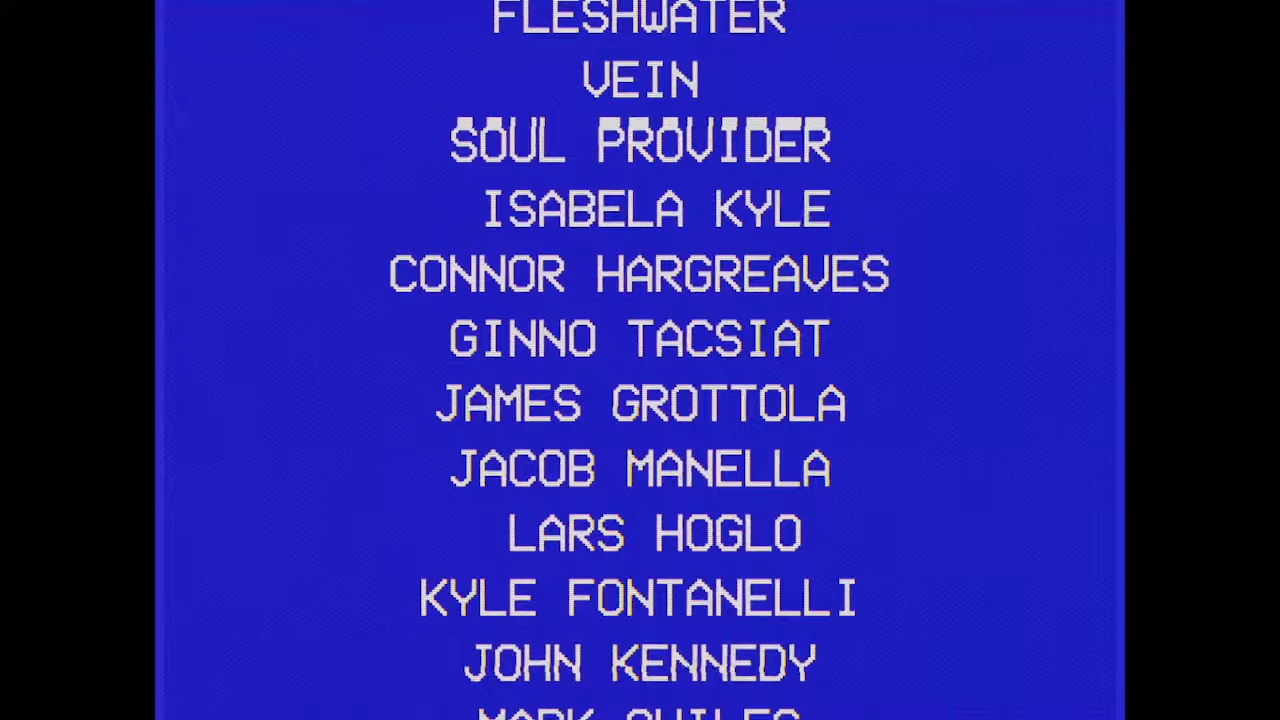 FLESHWATER
VEIN
SOUL PROVIDER
ISABELA KYLE
CONNOR HARGREAVES
GINNO TACSIAT
JAMES GROTTOLA
JACOB MANELLA
LARS HOGLO
KYLE FONTANELLI
JOHN KENNEDY
MARK